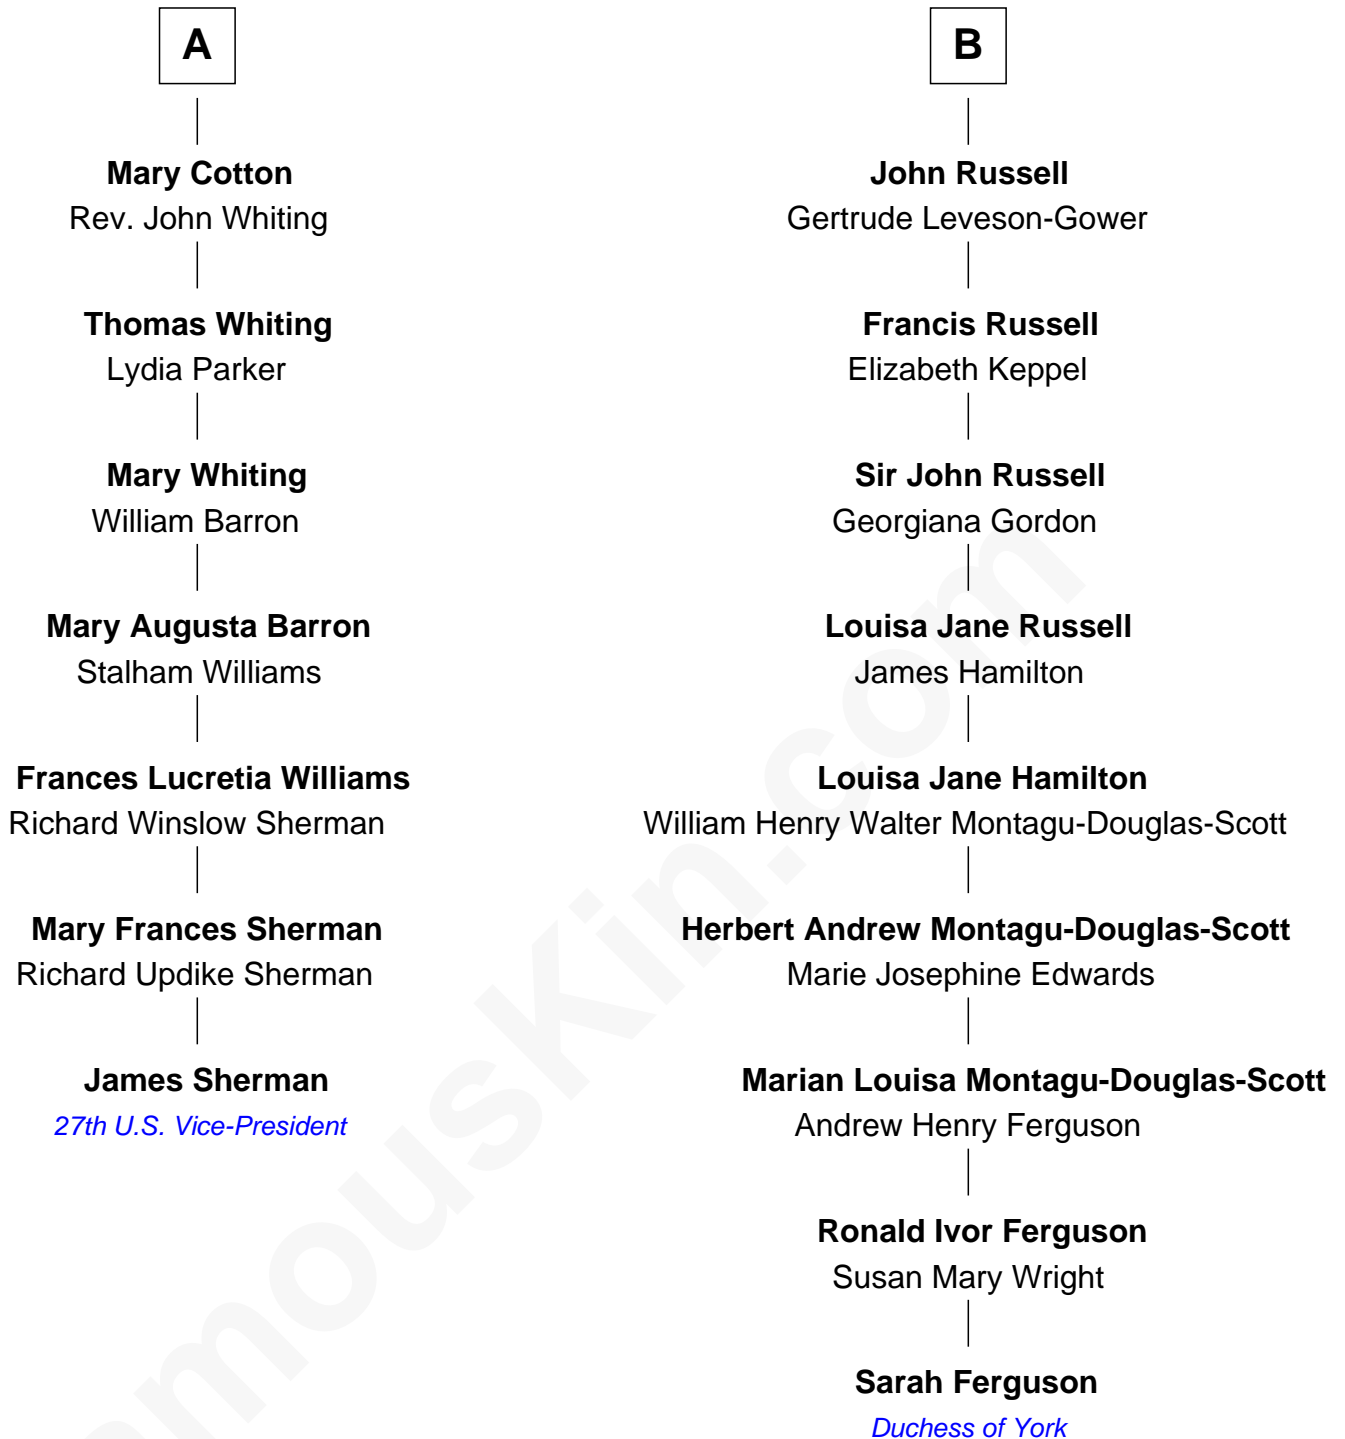 A
Mary Cotton
Rev. John Whiting
Thomas Whiting
Lydia Parker
Mary Whiting
William Barron
Mary Augusta Barron
Stalham Williams
Frances Lucretia Williams
Richard Winslow Sherman
Mary Frances Sherman
Richard Updike Sherman
James Sherman
27th U.S. Vice-President
B
John Russell
Gertrude Leveson-Gower
Francis Russell
Elizabeth Keppel
Sir John Russell
Georgiana Gordon
Louisa Jane Russell
James Hamilton
Louisa Jane Hamilton
William Henry Walter Montagu-Douglas-Scott
Herbert Andrew Montagu-Douglas-Scott
Marie Josephine Edwards
Marian Louisa Montagu-Douglas-Scott
Andrew Henry Ferguson
Ronald Ivor Ferguson
Susan Mary Wright
Sarah Ferguson
Duchess of York
amouskin.com